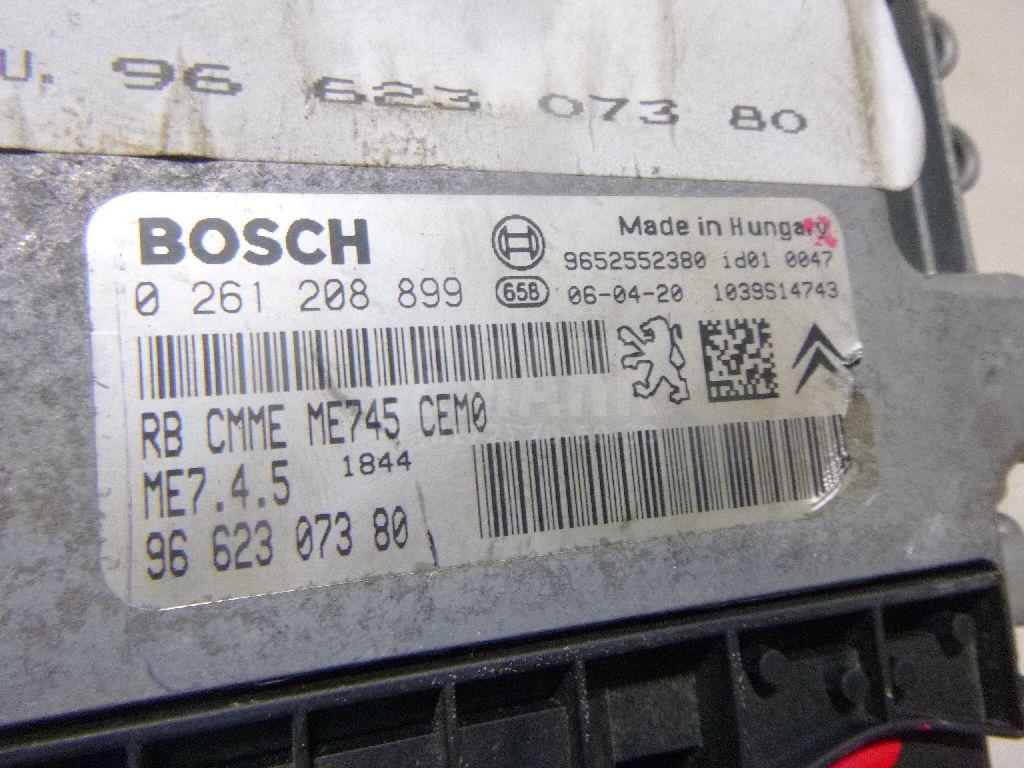 U. 96 623 073 80
BOSCH
Made in Hungary
9652552380 id01 0047
0 261 208 899
658 06-04-20 1039S14743
RB CMME ME745 CEM0
ME7.4.5 1844
96 623 073 80